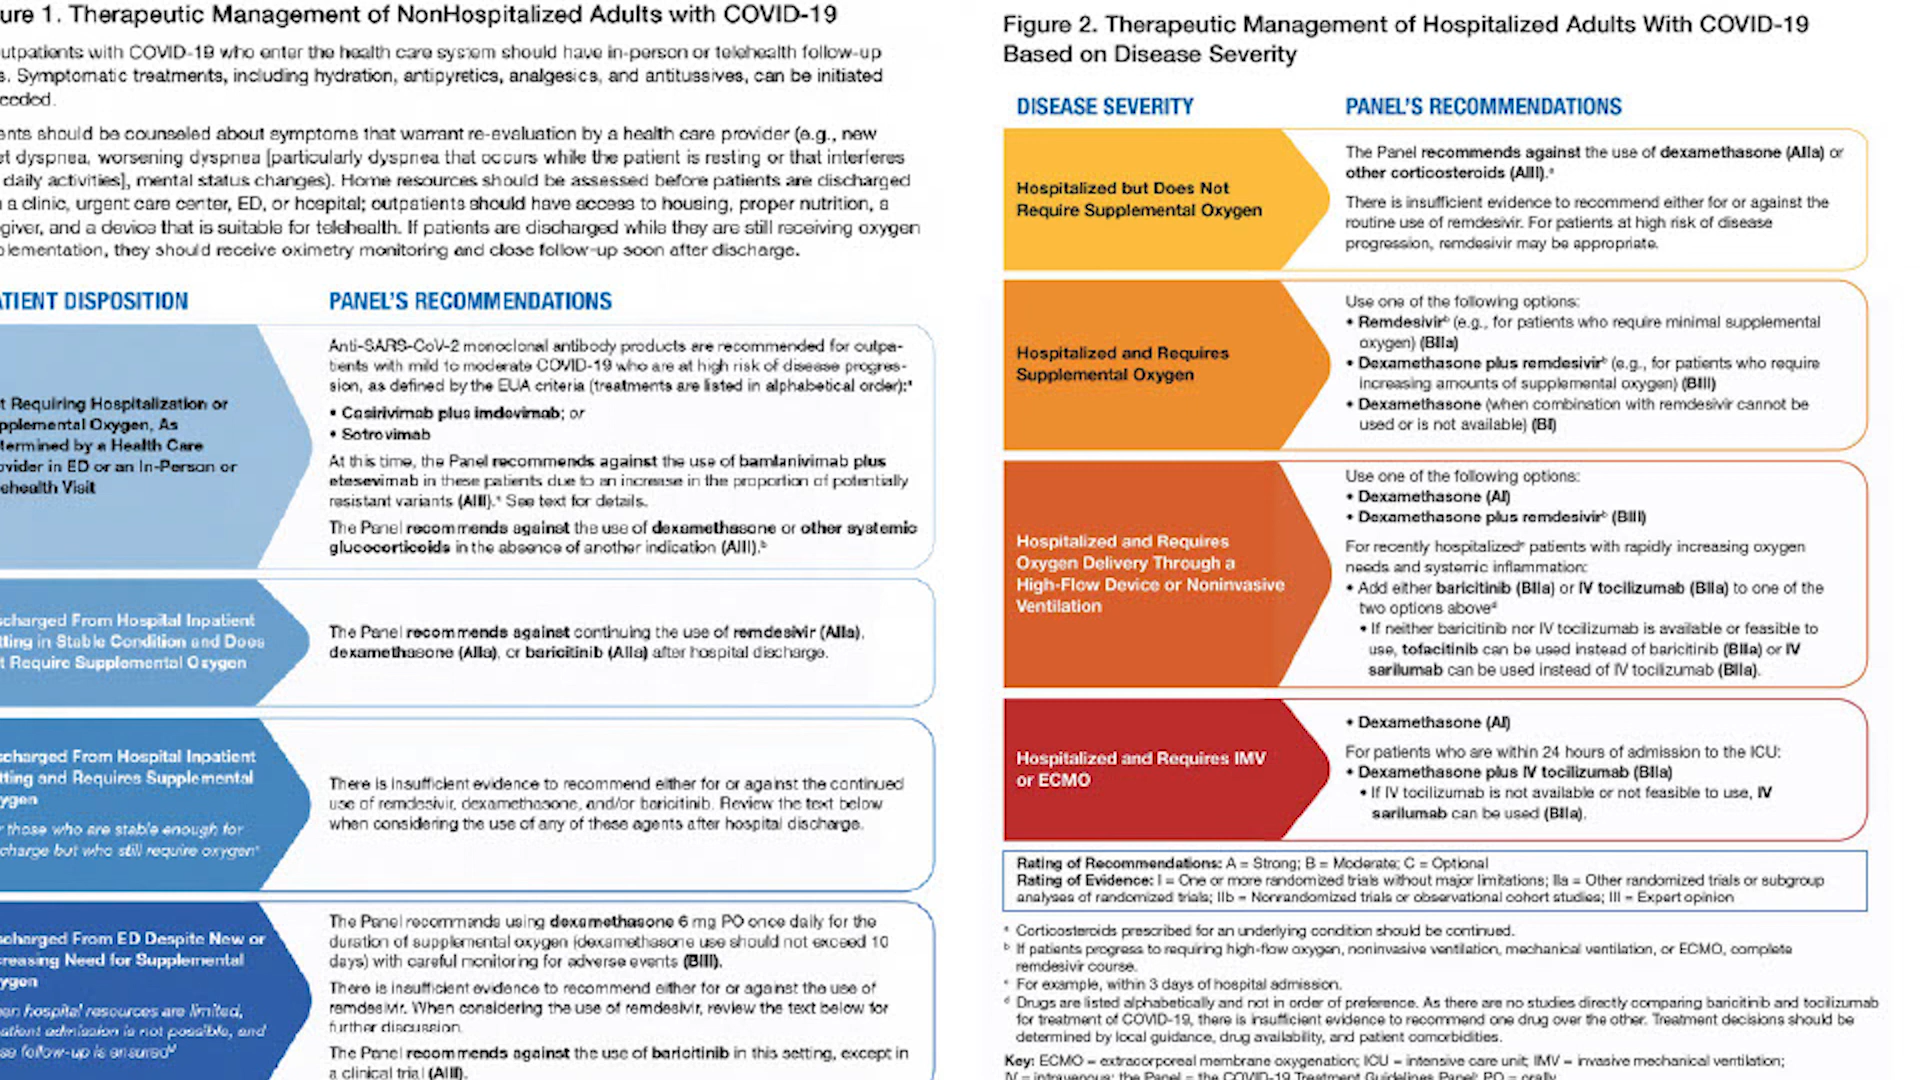 ure 1. Therapeutic Management of NonHospitalized Adults with COVID-19
utpatients with COVID-19 who enter the health care system should have in-person or telehealth follow-up
s. Symptomatic treatments, including hydration, antipyretics, analgesics, and antitussives, can be initiated
eeded.
ents should be counseled about symptoms that warrant re-evaluation by a health care provider (e.g., new
et dyspnea, worsening dyspnea [particularly dyspnea that occurs while the patient is resting or that interferes
daily activities], mental status changes). Home resources should be assessed before patients are discharged
a clinic, urgent care center, ED, or hospital; outpatients should have access to housing, proper nutrition, a
giver, and a device that is suitable for telehealth. If patients are discharged while they are still receiving oxygen
plementation, they should receive oximetry monitoring and close follow-up soon after discharge.
ATIENT DISPOSITION
PANEL'S RECOMMENDATIONS
t Requiring Hospitalization or
pplemental Oxygen, As
termined by a Health Care
ovider in ED or an In-Person or
lehealth Visit
Anti-SARS-CoV-2 monoclonal antibody products are recommended for outpa-
tients with mild to moderate COVID-19 who are at high risk of disease progres-
sion, as defined by the EUA criteria (treatments are listed in alphabetical order):ᵃ
• Casirivimab plus imdevimab; or
• Sotrovimab
At this time, the Panel recommends against the use of bamlanivimab plus
etesevimab in these patients due to an increase in the proportion of potentially
resistant variants (AIII).ᵃ See text for details.
The Panel recommends against the use of dexamethasone or other systemic
glucocorticoids in the absence of another indication (AIII).ᵇ
scharged From Hospital Inpatient
tting in Stable Condition and Does
t Require Supplemental Oxygen
The Panel recommends against continuing the use of remdesivir (AIIa),
dexamethasone (AIIa), or baricitinib (AIIa) after hospital discharge.
scharged From Hospital Inpatient
tting and Requires Supplemental
ygen
r those who are stable enough for
charge but who still require oxygenᶜ
There is insufficient evidence to recommend either for or against the continued
use of remdesivir, dexamethasone, and/or baricitinib. Review the text below
when considering the use of any of these agents after hospital discharge.
scharged From ED Despite New or
creasing Need for Supplemental
ygen
en hospital resources are limited,
atient admission is not possible, and
se follow-up is ensuredᵈ
The Panel recommends using dexamethasone 6 mg PO once daily for the
duration of supplemental oxygen (dexamethasone use should not exceed 10
days) with careful monitoring for adverse events (BIII).
There is insufficient evidence to recommend either for or against the use of
remdesivir. When considering the use of remdesivir, review the text below for
further discussion.
The Panel recommends against the use of baricitinib in this setting, except in
a clinical trial (AIII).
Figure 2. Therapeutic Management of Hospitalized Adults With COVID-19
Based on Disease Severity
DISEASE SEVERITY
PANEL'S RECOMMENDATIONS
Hospitalized but Does Not
Require Supplemental Oxygen
The Panel recommends against the use of dexamethasone (AIIa) or
other corticosteroids (AIII).ᵃ
There is insufficient evidence to recommend either for or against the
routine use of remdesivir. For patients at high risk of disease
progression, remdesivir may be appropriate.
Hospitalized and Requires
Supplemental Oxygen
Use one of the following options:
• Remdesivirᵇ (e.g., for patients who require minimal supplemental
oxygen) (BIIa)
• Dexamethasone plus remdesivirᵇ (e.g., for patients who require
increasing amounts of supplemental oxygen) (BIII)
• Dexamethasone (when combination with remdesivir cannot be
used or is not available) (BI)
Hospitalized and Requires
Oxygen Delivery Through a
High-Flow Device or Noninvasive
Ventilation
Use one of the following options:
• Dexamethasone (AI)
• Dexamethasone plus remdesivirᵇ (BIII)
For recently hospitalizedᶜ patients with rapidly increasing oxygen
needs and systemic inflammation:
• Add either baricitinib (BIIa) or IV tocilizumab (BIIa) to one of the
two options aboveᵈ
• If neither baricitinib nor IV tocilizumab is available or feasible to
use, tofacitinib can be used instead of baricitinib (BIIa) or IV
sarilumab can be used instead of IV tocilizumab (BIIa).
Hospitalized and Requires IMV
or ECMO
• Dexamethasone (AI)
For patients who are within 24 hours of admission to the ICU:
• Dexamethasone plus IV tocilizumab (BIIa)
• If IV tocilizumab is not available or not feasible to use, IV
sarilumab can be used (BIIa).
Rating of Recommendations: A = Strong; B = Moderate; C = Optional
Rating of Evidence: I = One or more randomized trials without major limitations; IIa = Other randomized trials or subgroup
analyses of randomized trials; IIb = Nonrandomized trials or observational cohort studies; III = Expert opinion
ᵃ Corticosteroids prescribed for an underlying condition should be continued.
ᵇ If patients progress to requiring high-flow oxygen, noninvasive ventilation, mechanical ventilation, or ECMO, complete
remdesivir course.
ᶜ For example, within 3 days of hospital admission.
ᵈ Drugs are listed alphabetically and not in order of preference. As there are no studies directly comparing baricitinib and tocilizumab
for treatment of COVID-19, there is insufficient evidence to recommend one drug over the other. Treatment decisions should be
determined by local guidance, drug availability, and patient comorbidities.
Key: ECMO = extracorporeal membrane oxygenation; ICU = intensive care unit; IMV = invasive mechanical ventilation;
IV = intravenous; the Panel = the COVID-19 Treatment Guidelines Panel; PO = orally